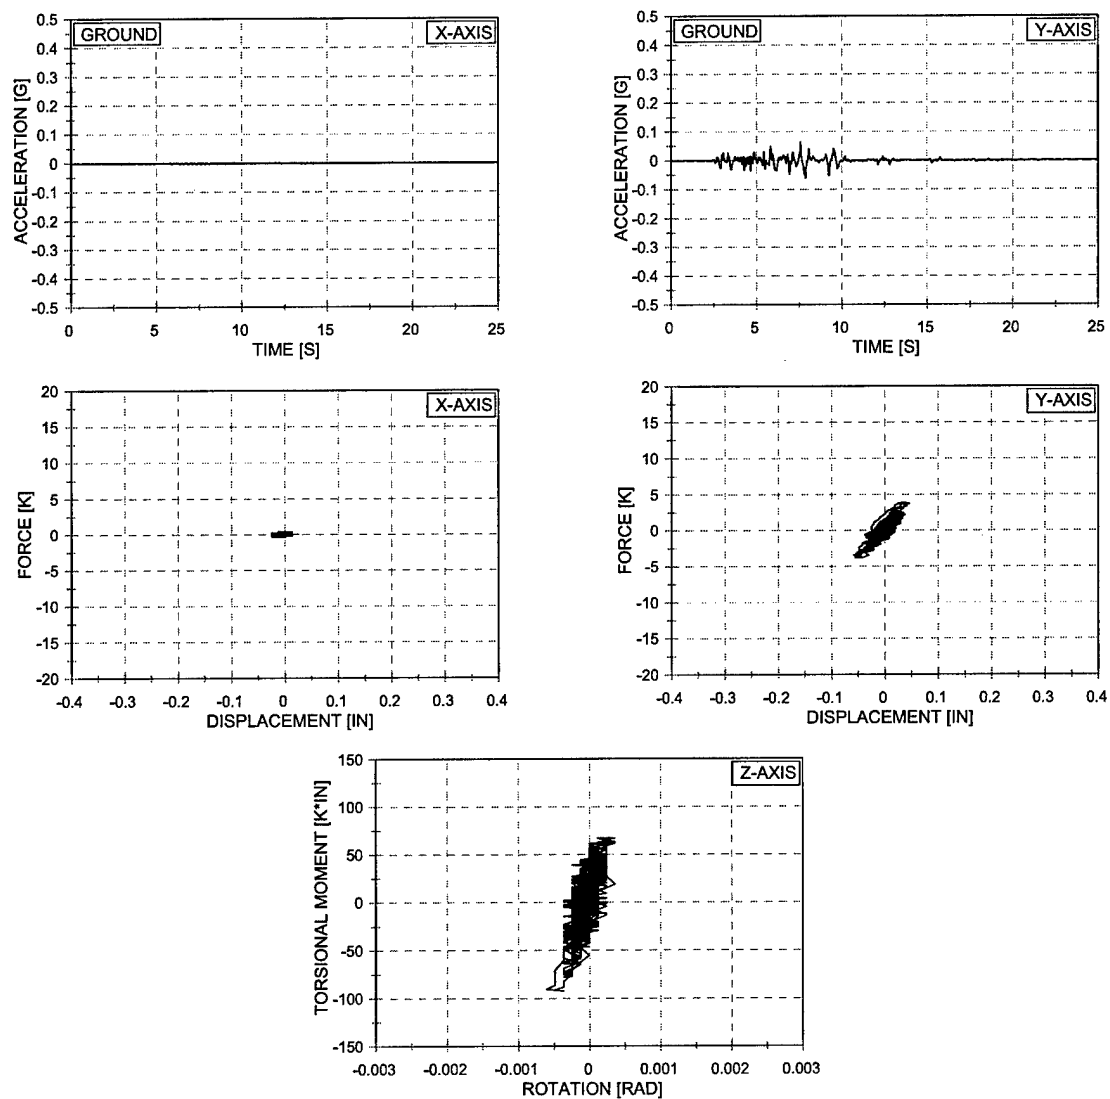 GROUND X-AXIS
0.5
0.4
0.3
0.2
0.1
0
-0.1
-0.2
-0.3
-0.4
-0.5
ACCELERATION [G]
0 5 10 15 20 25
TIME [S]
GROUND Y-AXIS
0.5
0.4
0.3
0.2
0.1
0
-0.1
-0.2
-0.3
-0.4
-0.5
ACCELERATION [G]
0 5 10 15 20 25
TIME [S]
X-AXIS
20
15
10
5
0
-5
-10
-15
-20
FORCE [K]
-0.4 -0.3 -0.2 -0.1 0 0.1 0.2 0.3 0.4
DISPLACEMENT [IN]
Y-AXIS
20
15
10
5
0
-5
-10
-15
-20
FORCE [K]
-0.4 -0.3 -0.2 -0.1 0 0.1 0.2 0.3 0.4
DISPLACEMENT [IN]
Z-AXIS
150
100
50
0
-50
-100
-150
TORSIONAL MOMENT [K*IN]
-0.003 -0.002 -0.001 0 0.001 0.002 0.003
ROTATION [RAD]